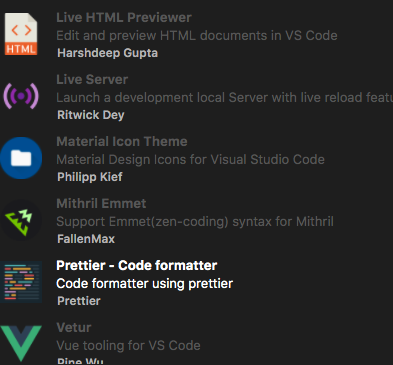 Live HTML Previewer
Edit and preview HTML documents in VS Code
Harshdeep Gupta
Live Server
Launch a development local Server with live reload featu
Ritwick Dey
Material Icon Theme
Material Design Icons for Visual Studio Code
Philipp Kief
Mithril Emmet
Support Emmet(zen-coding) syntax for Mithril
FallenMax
Prettier - Code formatter
Code formatter using prettier
Prettier
Vetur
Vue tooling for VS Code
Pine Wu
HTML